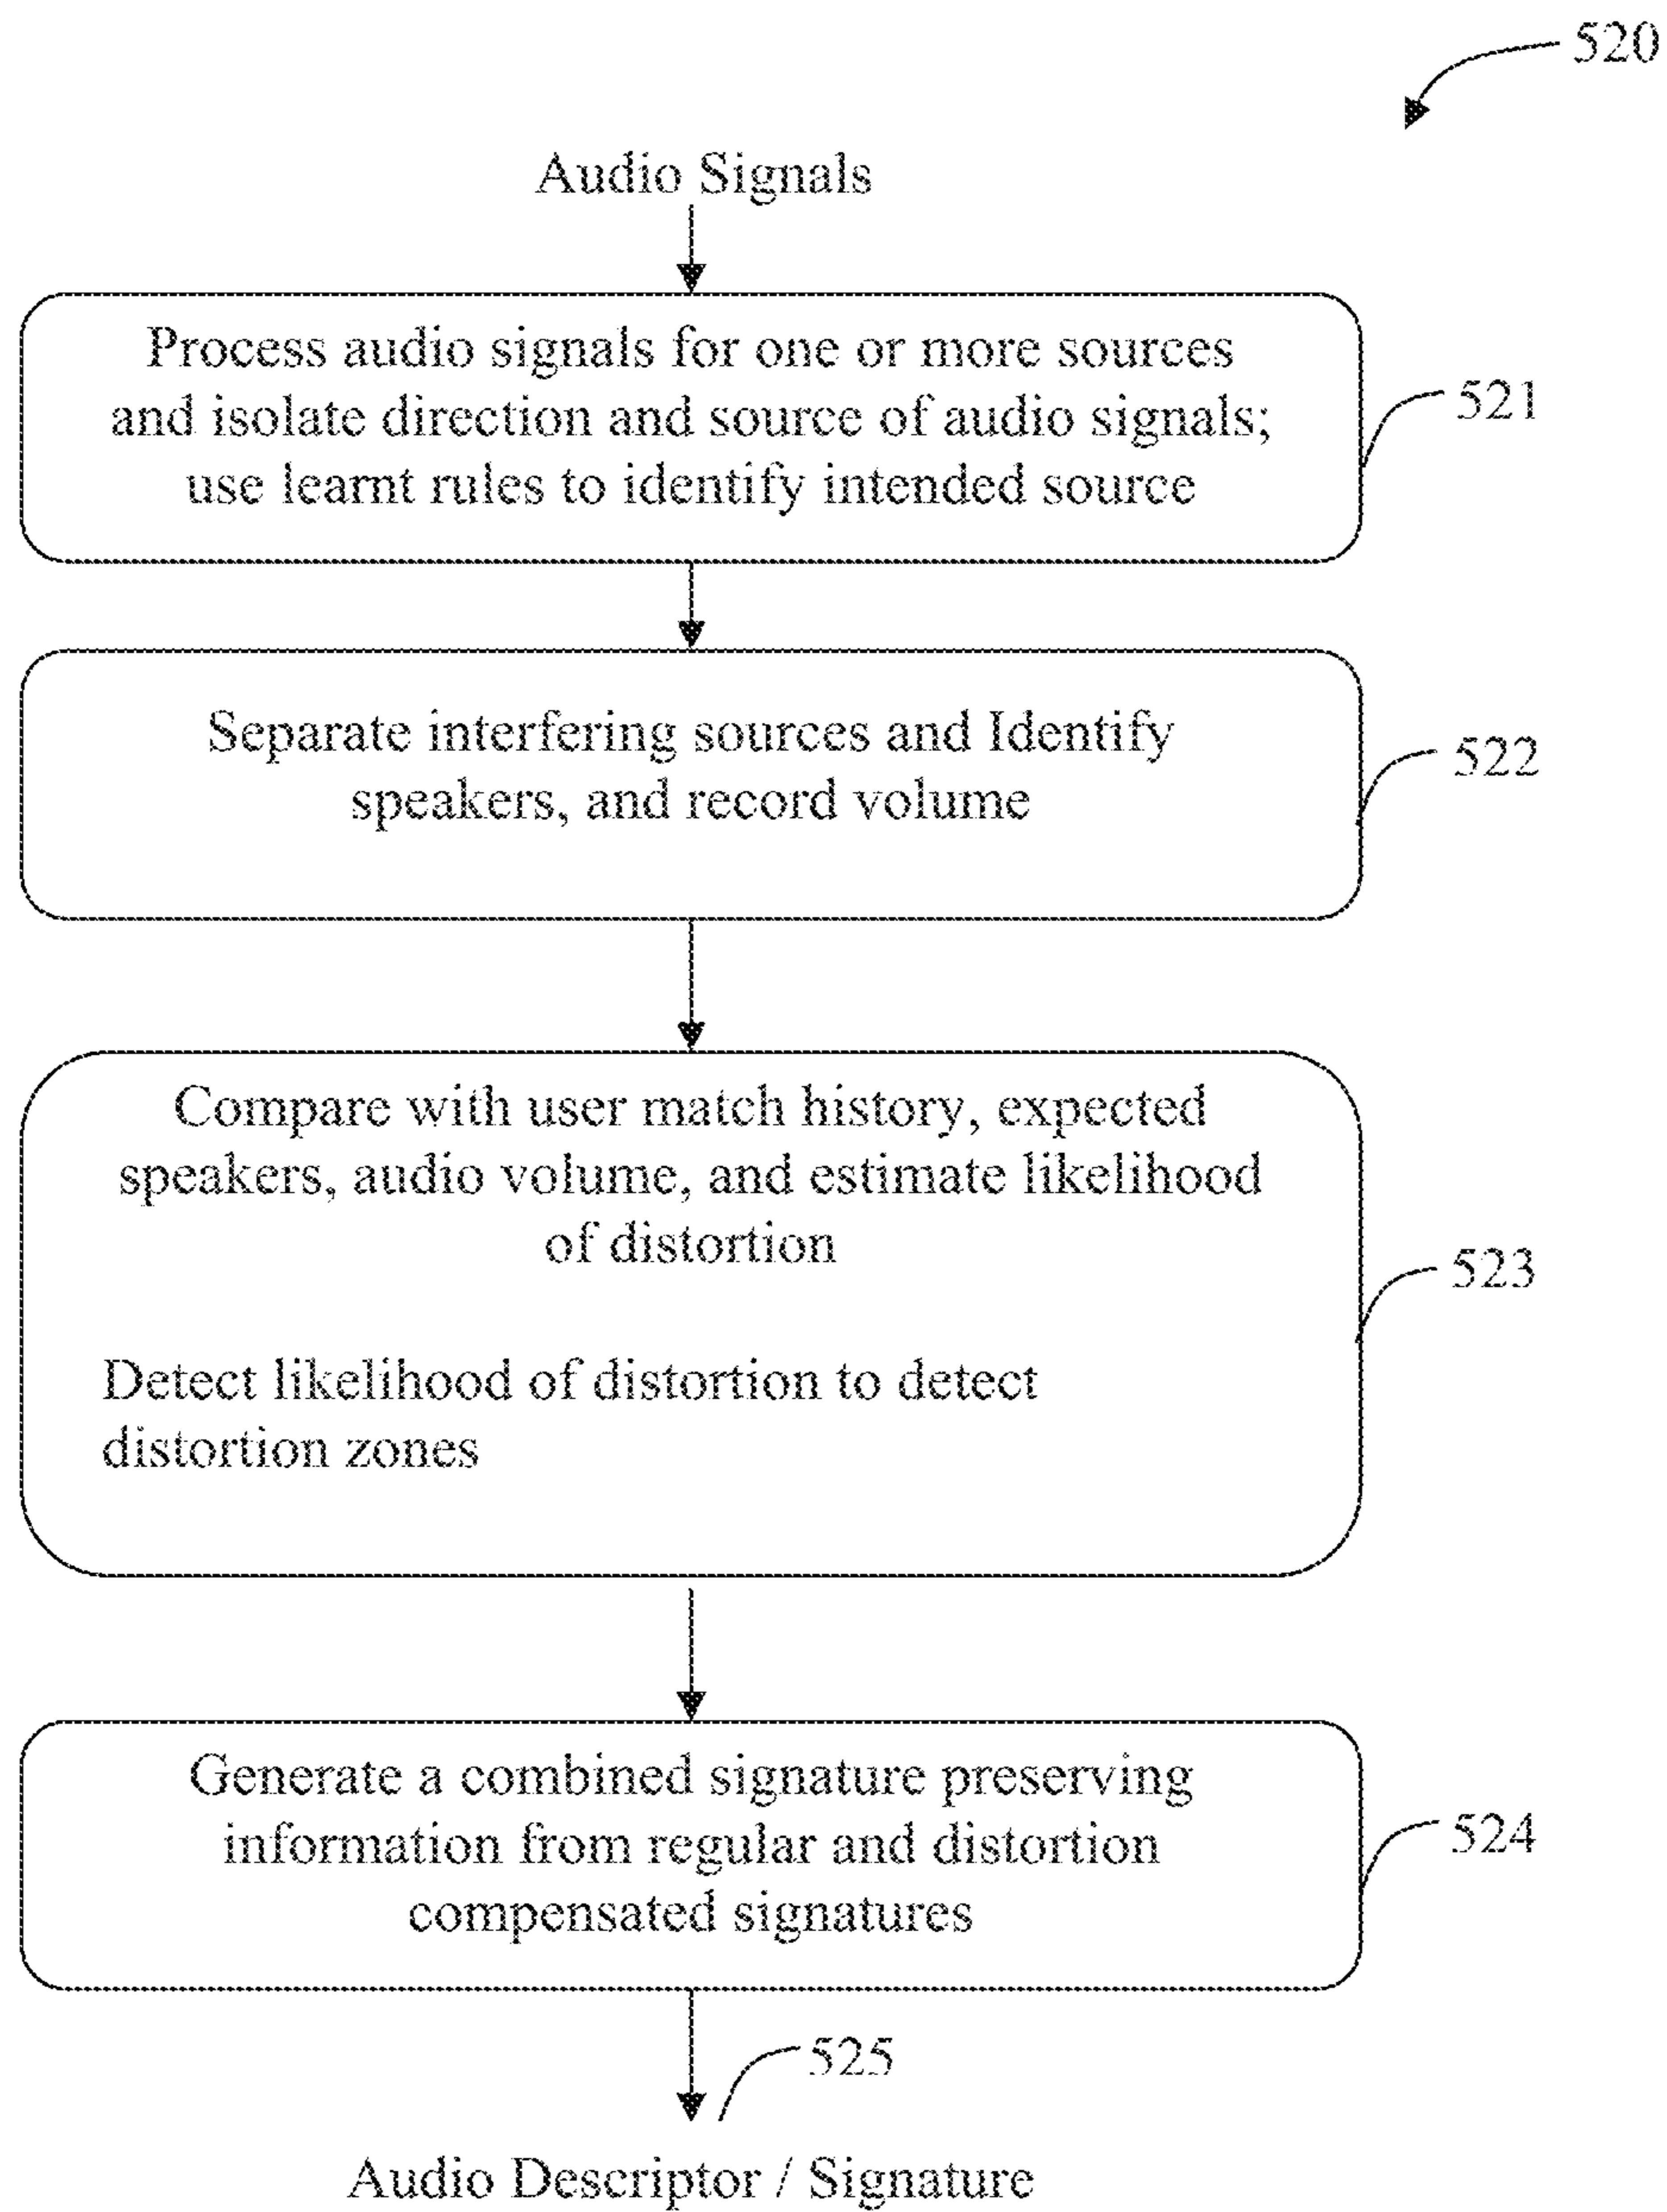 520
Audio Signals
Process audio signals for one or more sources
and isolate direction and source of audio signals;
use learnt rules to identify intended source
521
Separate interfering sources and Identify
speakers, and record volume
522
Compare with user match history, expected
speakers, audio volume, and estimate likelihood
of distortion
Detect likelihood of distortion to detect
distortion zones
523
Generate a combined signature preserving
information from regular and distortion
compensated signatures
524
525
Audio Descriptor / Signature